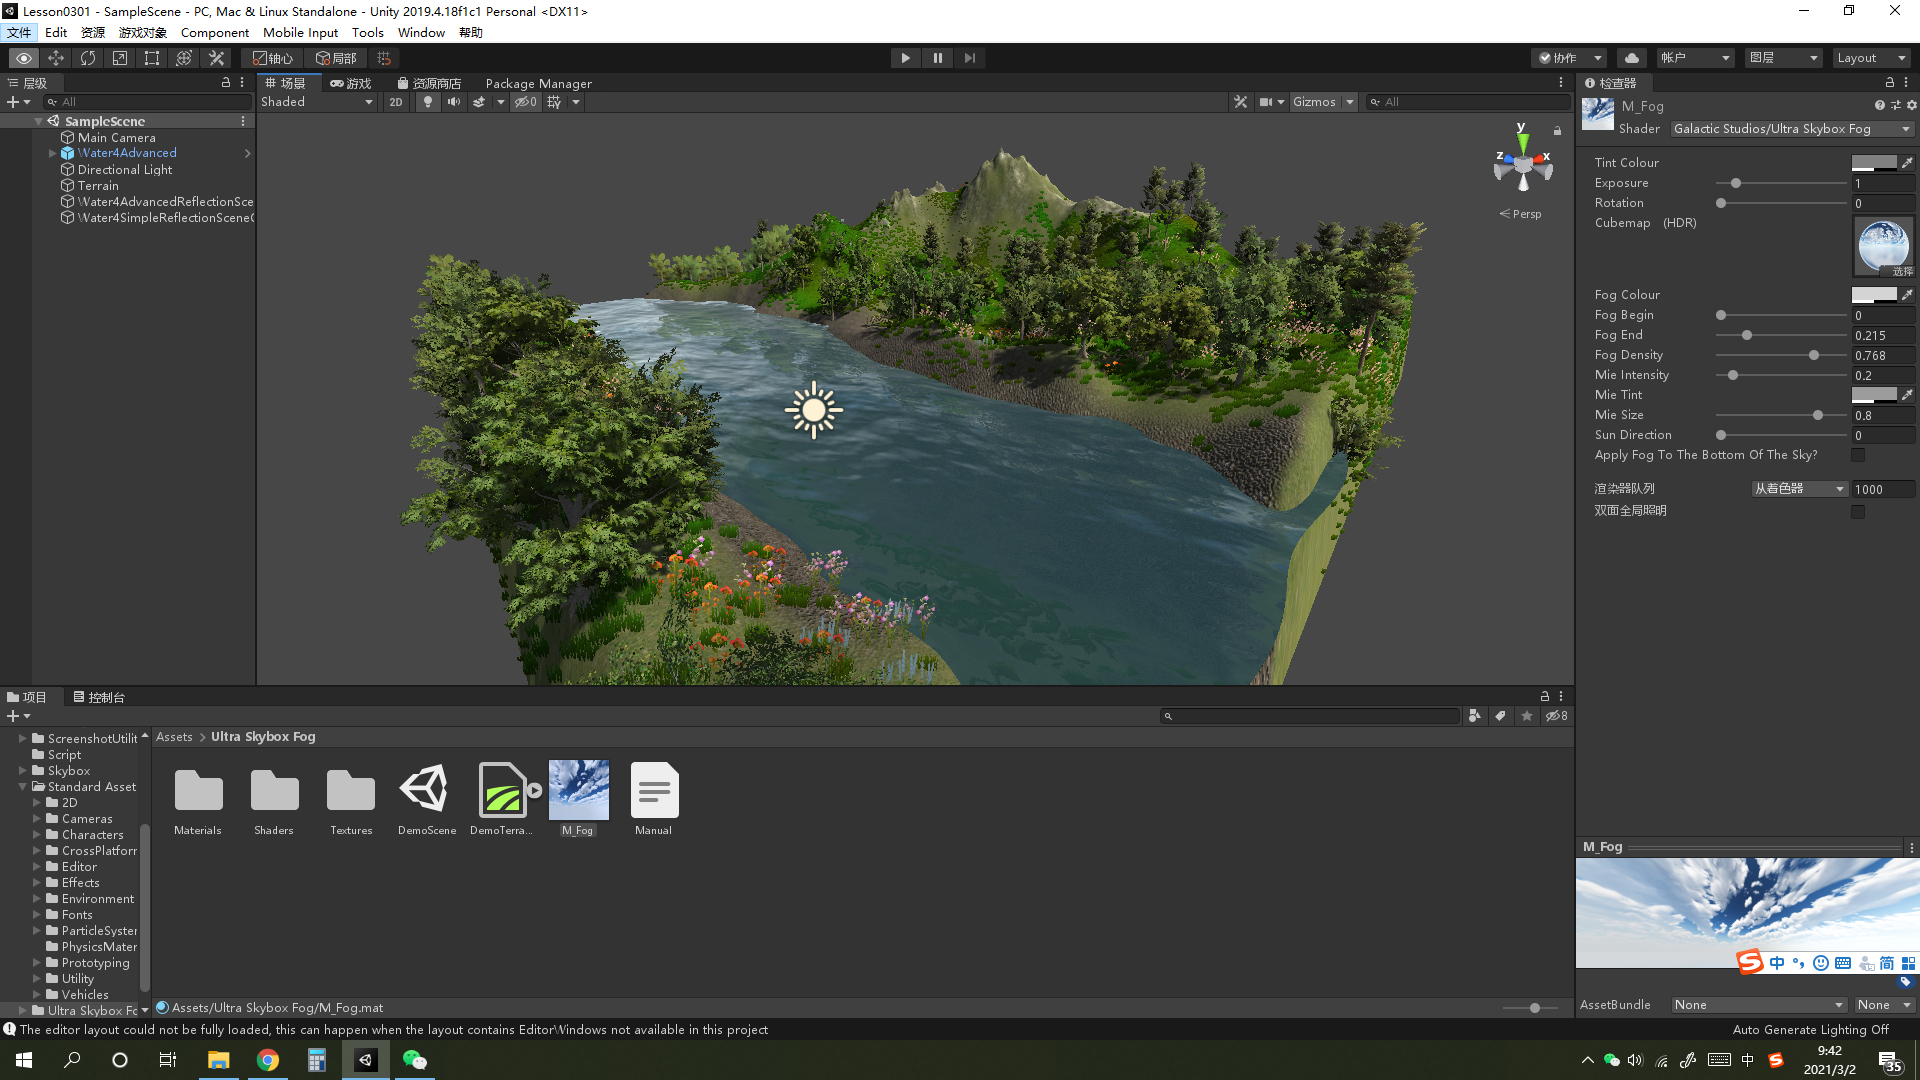 Lesson0301 - SampleScene - PC, Mac & Linux Standalone - Unity 2019.4.18f1c1 Personal <DX11>
文件 Edit 资源 游戏对象 Component Mobile Input Tools Window 帮助
轴心 局部 协作 帐户 图层 Layout
层级
All
SampleScene
Main Camera
Water4Advanced
Directional Light
Terrain
Water4AdvancedReflectionSce
Water4SimpleReflectionScene
场景 游戏 资源商店 Package Manager
Shaded 2D 0 Gizmos All
y
z x
Persp
检查器
M_Fog
Shader Galactic Studios/Ultra Skybox Fog
Tint Colour
Exposure 1
Rotation 0
Cubemap (HDR)
选择
Fog Colour
Fog Begin 0
Fog End 0.215
Fog Density 0.768
Mie Intensity 0.2
Mie Tint
Mie Size 0.8
Sun Direction 0
Apply Fog To The Bottom Of The Sky?
渲染器队列 从着色器 1000
双面全局照明
项目 控制台
8
ScreenshotUtilit
Script
Skybox
Standard Asset
2D
Cameras
Characters
CrossPlatforr
Editor
Effects
Environment
Fonts
ParticleSyster
PhysicsMater
Prototyping
Utility
Vehicles
Ultra Skybox Fc
Assets > Ultra Skybox Fog
Materials Shaders Textures DemoScene DemoTerra... M_Fog Manual
Assets/Ultra Skybox Fog/M_Fog.mat
M_Fog
中 简
AssetBundle None None
The editor layout could not be fully loaded, this can happen when the layout contains EditorWindows not available in this project
Auto Generate Lighting Off
中
9:42
2021/3/2
35